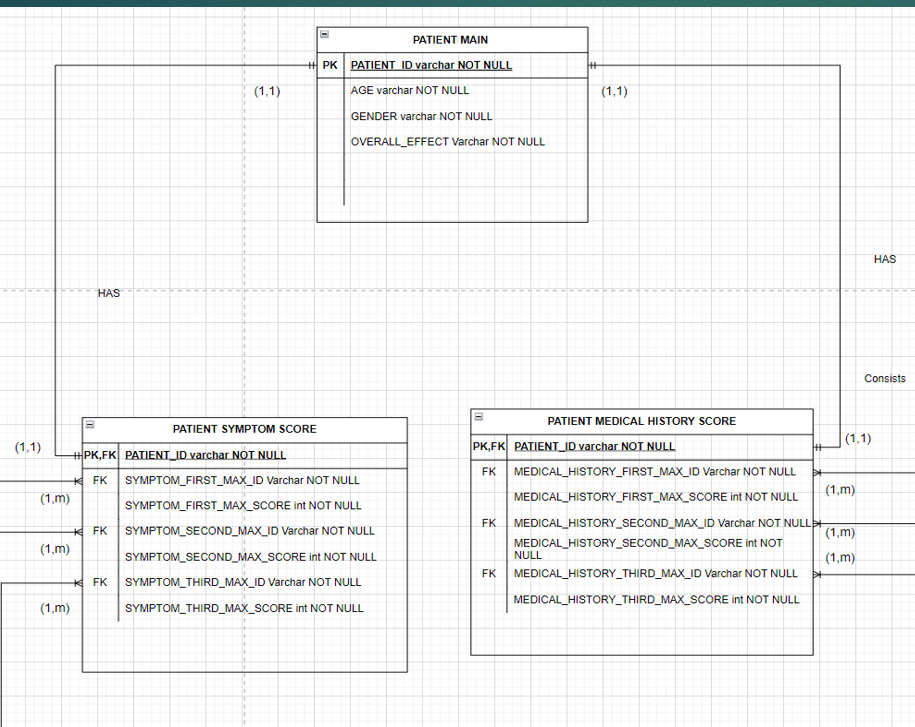 PATIENT MAIN
PK PATIENT_ID varchar NOT NULL
(1,1)
(1,1)
AGE varchar NOT NULL
GENDER varchar NOT NULL
OVERALL_EFFECT Varchar NOT NULL
HAS
HAS
Consists
PATIENT SYMPTOM SCORE
(1,1)
PK,FK PATIENT_ID varchar NOT NULL
FK SYMPTOM_FIRST_MAX_ID Varchar NOT NULL
(1,m)
SYMPTOM_FIRST_MAX_SCORE int NOT NULL
FK SYMPTOM_SECOND_MAX_ID Varchar NOT NULL
(1,m)
SYMPTOM_SECOND_MAX_SCORE int NOT NULL
FK SYMPTOM_THIRD_MAX_ID Varchar NOT NULL
(1,m)
SYMPTOM_THIRD_MAX_SCORE int NOT NULL
PATIENT MEDICAL HISTORY SCORE
(1,1)
PK,FK PATIENT_ID varchar NOT NULL
FK MEDICAL_HISTORY_FIRST_MAX_ID Varchar NOT NULL
(1,m)
MEDICAL_HISTORY_FIRST_MAX_SCORE int NOT NULL
FK MEDICAL_HISTORY_SECOND_MAX_ID Varchar NOT NULL
(1,m)
MEDICAL_HISTORY_SECOND_MAX_SCORE int NOT
NULL
(1,m)
FK MEDICAL_HISTORY_THIRD_MAX_ID Varchar NOT NULL
MEDICAL_HISTORY_THIRD_MAX_SCORE int NOT NULL